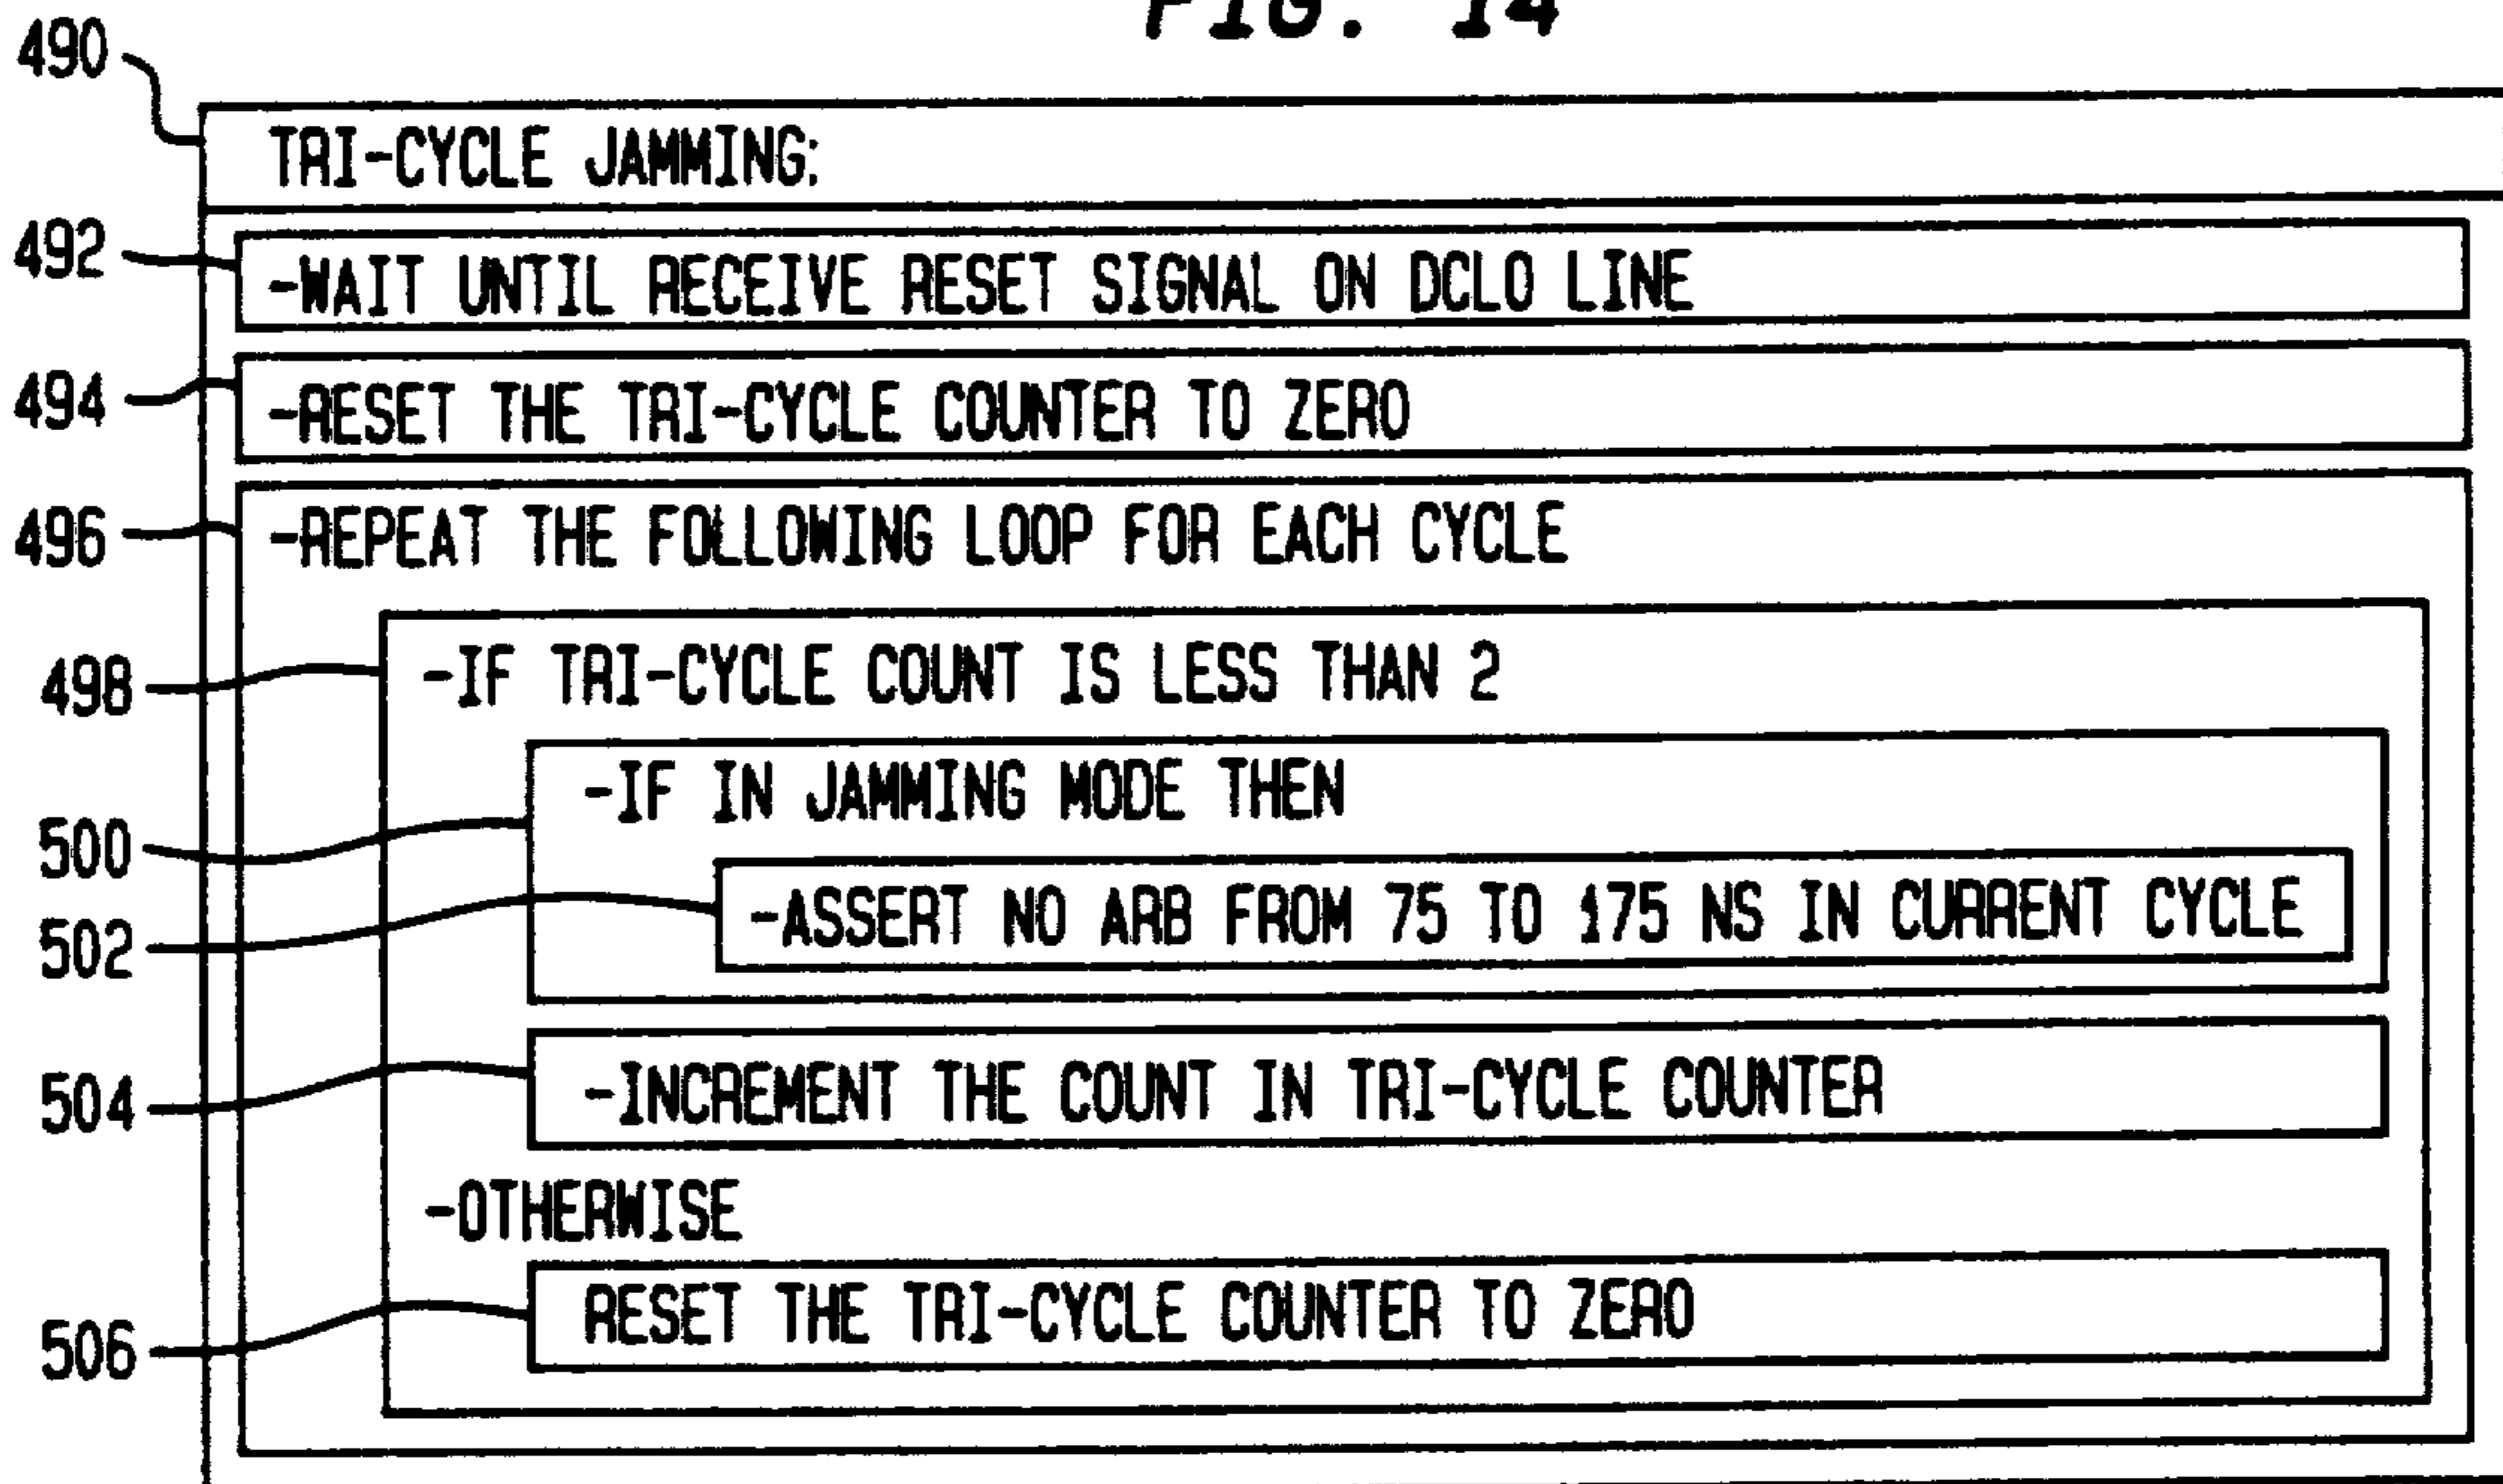 FIG. 14
490
TRI-CYCLE JAMMING:
492
-WAIT UNTIL RECEIVE RESET SIGNAL ON DCLO LINE
494
-RESET THE TRI-CYCLE COUNTER TO ZERO
496
-REPEAT THE FOLLOWING LOOP FOR EACH CYCLE
498
-IF TRI-CYCLE COUNT IS LESS THAN 2
500
-IF IN JAMMING MODE THEN
502
-ASSERT NO ARB FROM 75 TO 175 NS IN CURRENT CYCLE
504
-INCREMENT THE COUNT IN TRI-CYCLE COUNTER
-OTHERWISE
506
RESET THE TRI-CYCLE COUNTER TO ZERO